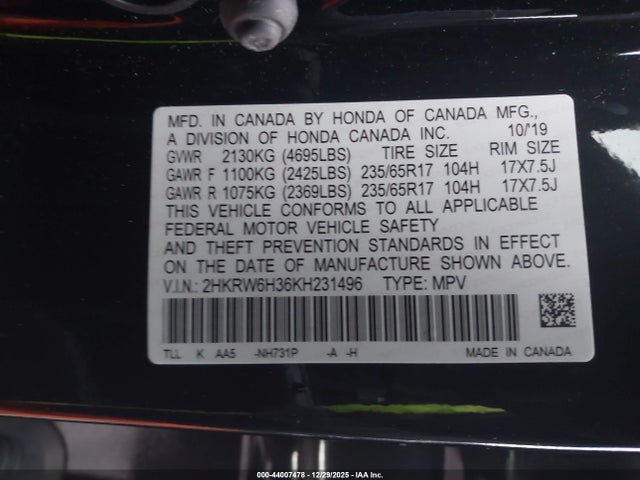 MFD. IN CANADA BY HONDA OF CANADA MFG.,
A DIVISION OF HONDA CANADA INC. 10/'19
GVWR 2130KG (4695LBS) TIRE SIZE RIM SIZE
GAWR F 1100KG (2425LBS) 235/65R17 104H 17X7.5J
GAWR R 1075KG (2369LBS) 235/65R17 104H 17X7.5J
THIS VEHICLE CONFORMS TO ALL APPLICABLE
FEDERAL MOTOR VEHICLE SAFETY
AND THEFT PREVENTION STANDARDS IN EFFECT
ON THE DATE OF MANUFACTURE SHOWN ABOVE.
V.I.N.: 2HKRW6H36KH231496 TYPE: MPV
TLL K AA5 -NH731P -A -H MADE IN CANADA
000-44007478 - 12/29/2025 - IAA Inc.